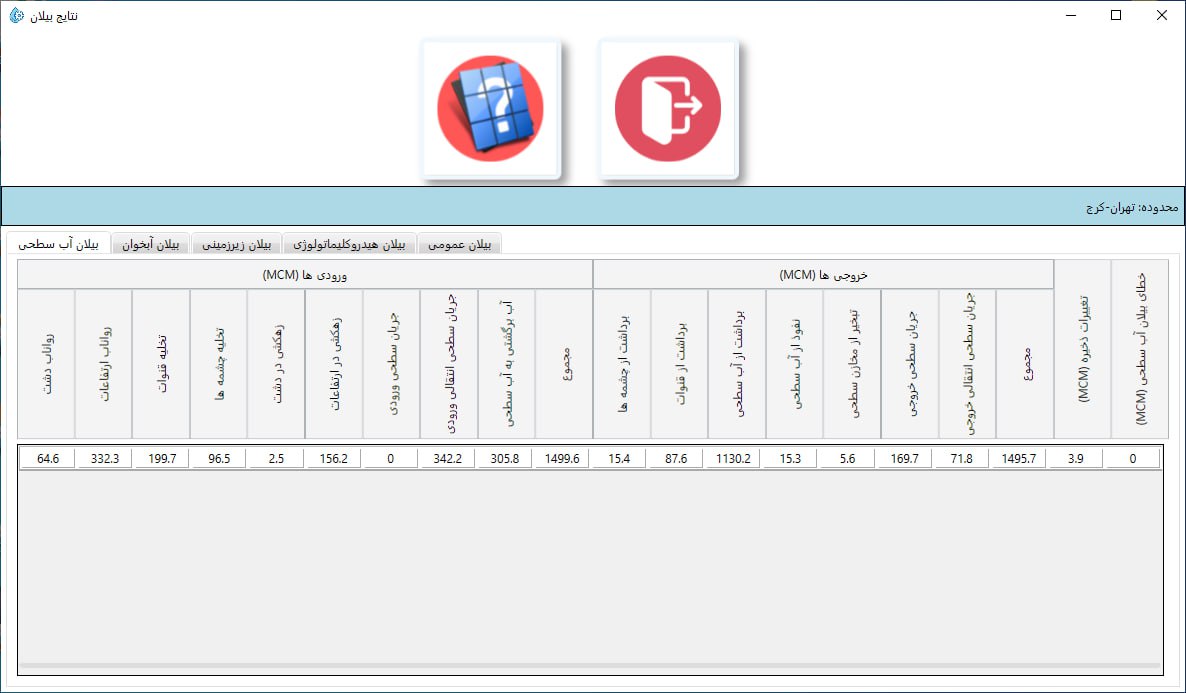 نتایج بیلان
محدوده: تهران-کرج
بیلان آب سطحی
بیلان آبخوان
بیلان زیرزمینی
بیلان هیدروکلیماتولوژی
بیلان عمومی
ورودی ها (MCM)
خروجی ها (MCM)
رواناب دشت
رواناب ارتفاعات
تخلیه قنوات
تخلیه چشمه ها
زهکشی در دشت
زهکشی در ارتفاعات
جریان سطحی ورودی
جریان سطحی انتقالی ورودی
آب برگشتی به آب سطحی
مجموع
برداشت از چشمه ها
برداشت از قنوات
برداشت از آب سطحی
نفوذ از آب سطحی
تبخیر از مخازن سطحی
جریان سطحی خروجی
جریان سطحی انتقالی خروجی
مجموع
تغییرات ذخیره (MCM)
خطای بیلان آب سطحی (MCM)
64.6 332.3 199.7 96.5 2.5 156.2 0 342.2 305.8 1499.6 15.4 87.6 1130.2 15.3 5.6 169.7 71.8 1495.7 3.9 0